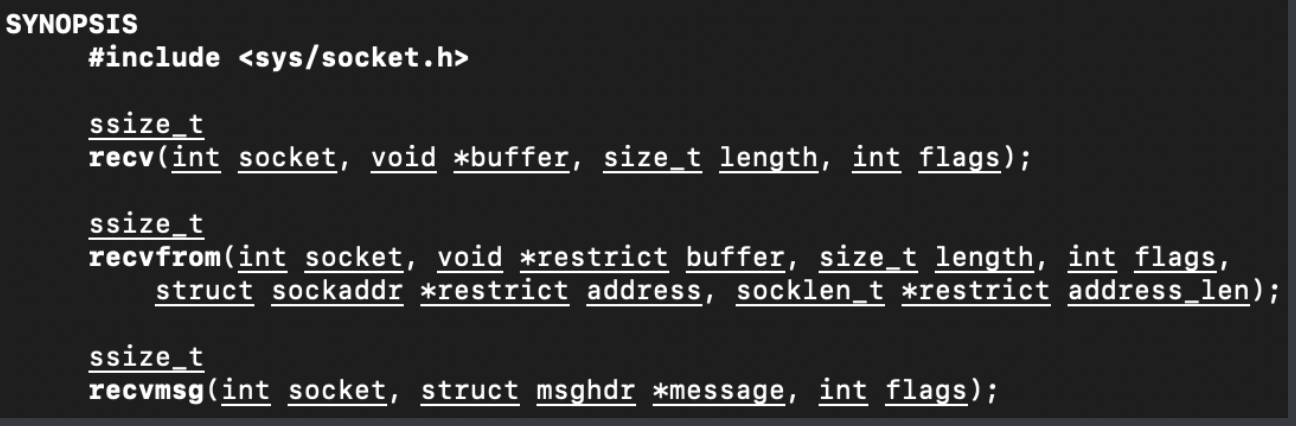 SYNOPSIS
#include <sys/socket.h>
ssize_t
recv(int socket, void *buffer, size_t length, int flags);
ssize_t
recvfrom(int socket, void *restrict buffer, size_t length, int flags,
struct sockaddr *restrict address, socklen_t *restrict address_len);
ssize_t
recvmsg(int socket, struct msghdr *message, int flags);